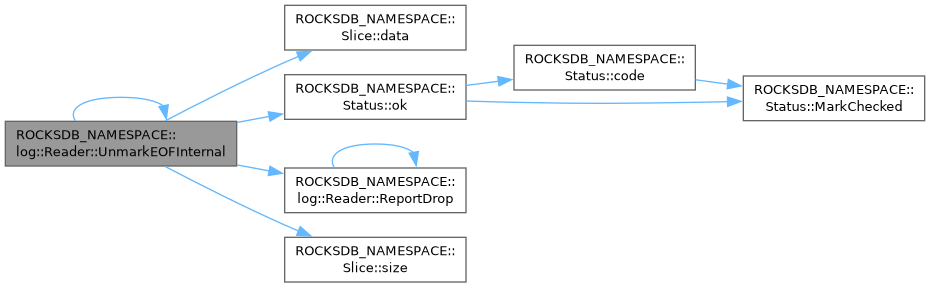 ROCKSDB_NAMESPACE::
log::Reader::UnmarkEOFInternal
ROCKSDB_NAMESPACE::
Slice::data
ROCKSDB_NAMESPACE::
Status::ok
ROCKSDB_NAMESPACE::
Status::code
ROCKSDB_NAMESPACE::
Status::MarkChecked
ROCKSDB_NAMESPACE::
log::Reader::ReportDrop
ROCKSDB_NAMESPACE::
Slice::size